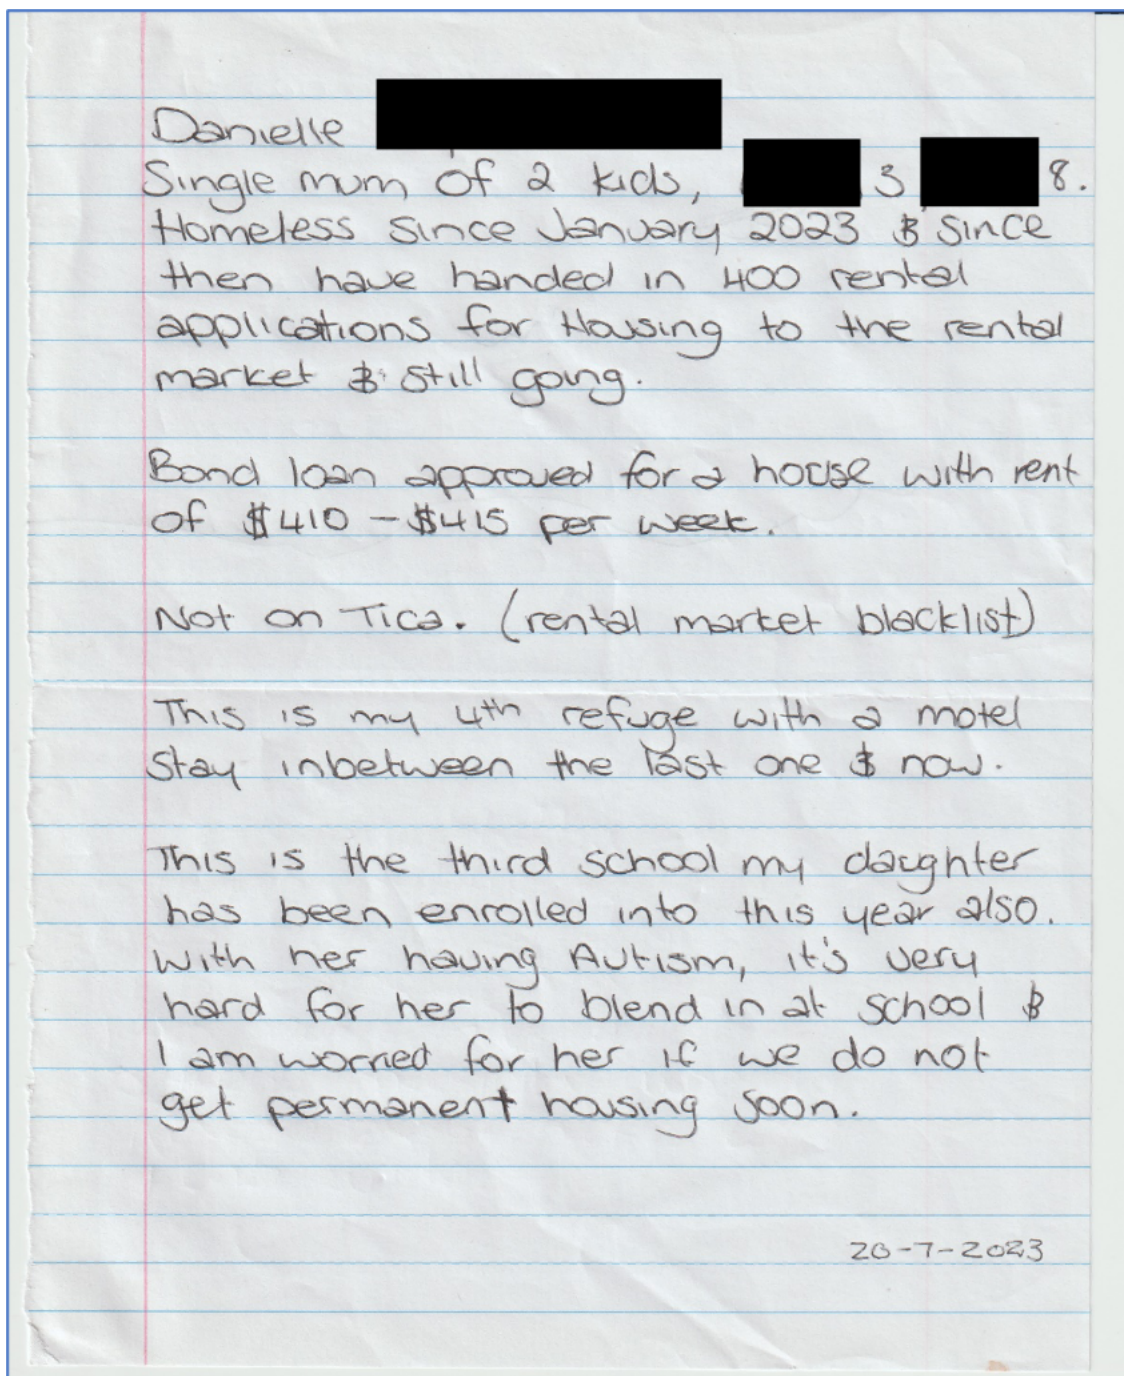 Danielle
Single mum of 2 kids, 3 8.
Homeless since January 2023 & since
then have handed in 400 rental
applications for Housing to the rental
market & still going.
Bond loan approved for a house with rent
of $410 - $415 per week.
Not on Tica. (rental market blacklist)
This is my 4th refuge with a motel
stay inbetween the last one & now.
This is the third school my daughter
has been enrolled into this year also.
With her having Autism, it's very
hard for her to blend in at school &
I am worried for her if we do not
get permanent housing soon.
20-7-2023